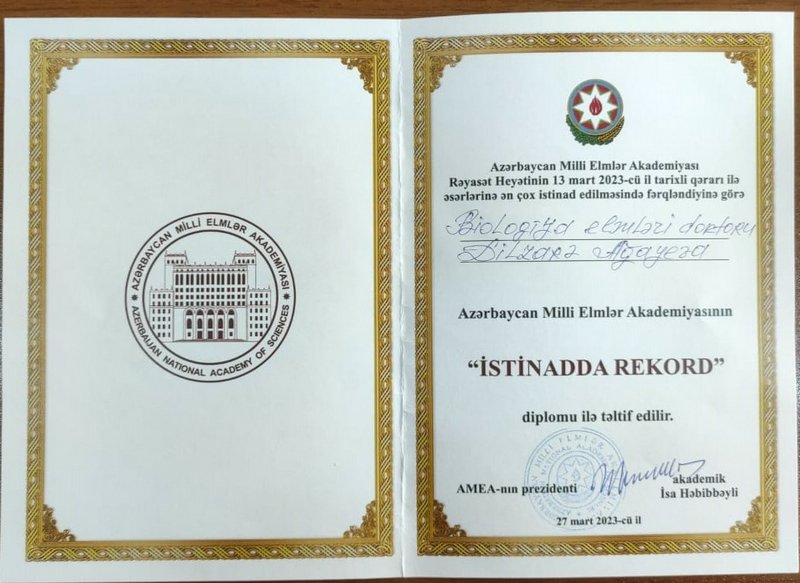 AZƏRBAYCAN MİLLİ ELMLƏR AKADEMİYASI
AZERBAIJAN NATIONAL ACADEMY OF SCIENCES
Azərbaycan Milli Elmlər Akademiyası
Rəyasət Heyətinin 13 mart 2023-cü il tarixli qərarı ilə
əsərlərinə ən çox istinad edilməsində fərqləndiyinə görə
Biologiya elmləri doktoru
Dilzarə Ağayeva
Azərbaycan Milli Elmlər Akademiyasının
“İSTİNADDA REKORD”
diplomu ilə təltif edilir.
AMEA-nın prezidenti
akademik
İsa Həbibbəyli
27 mart 2023-cü il